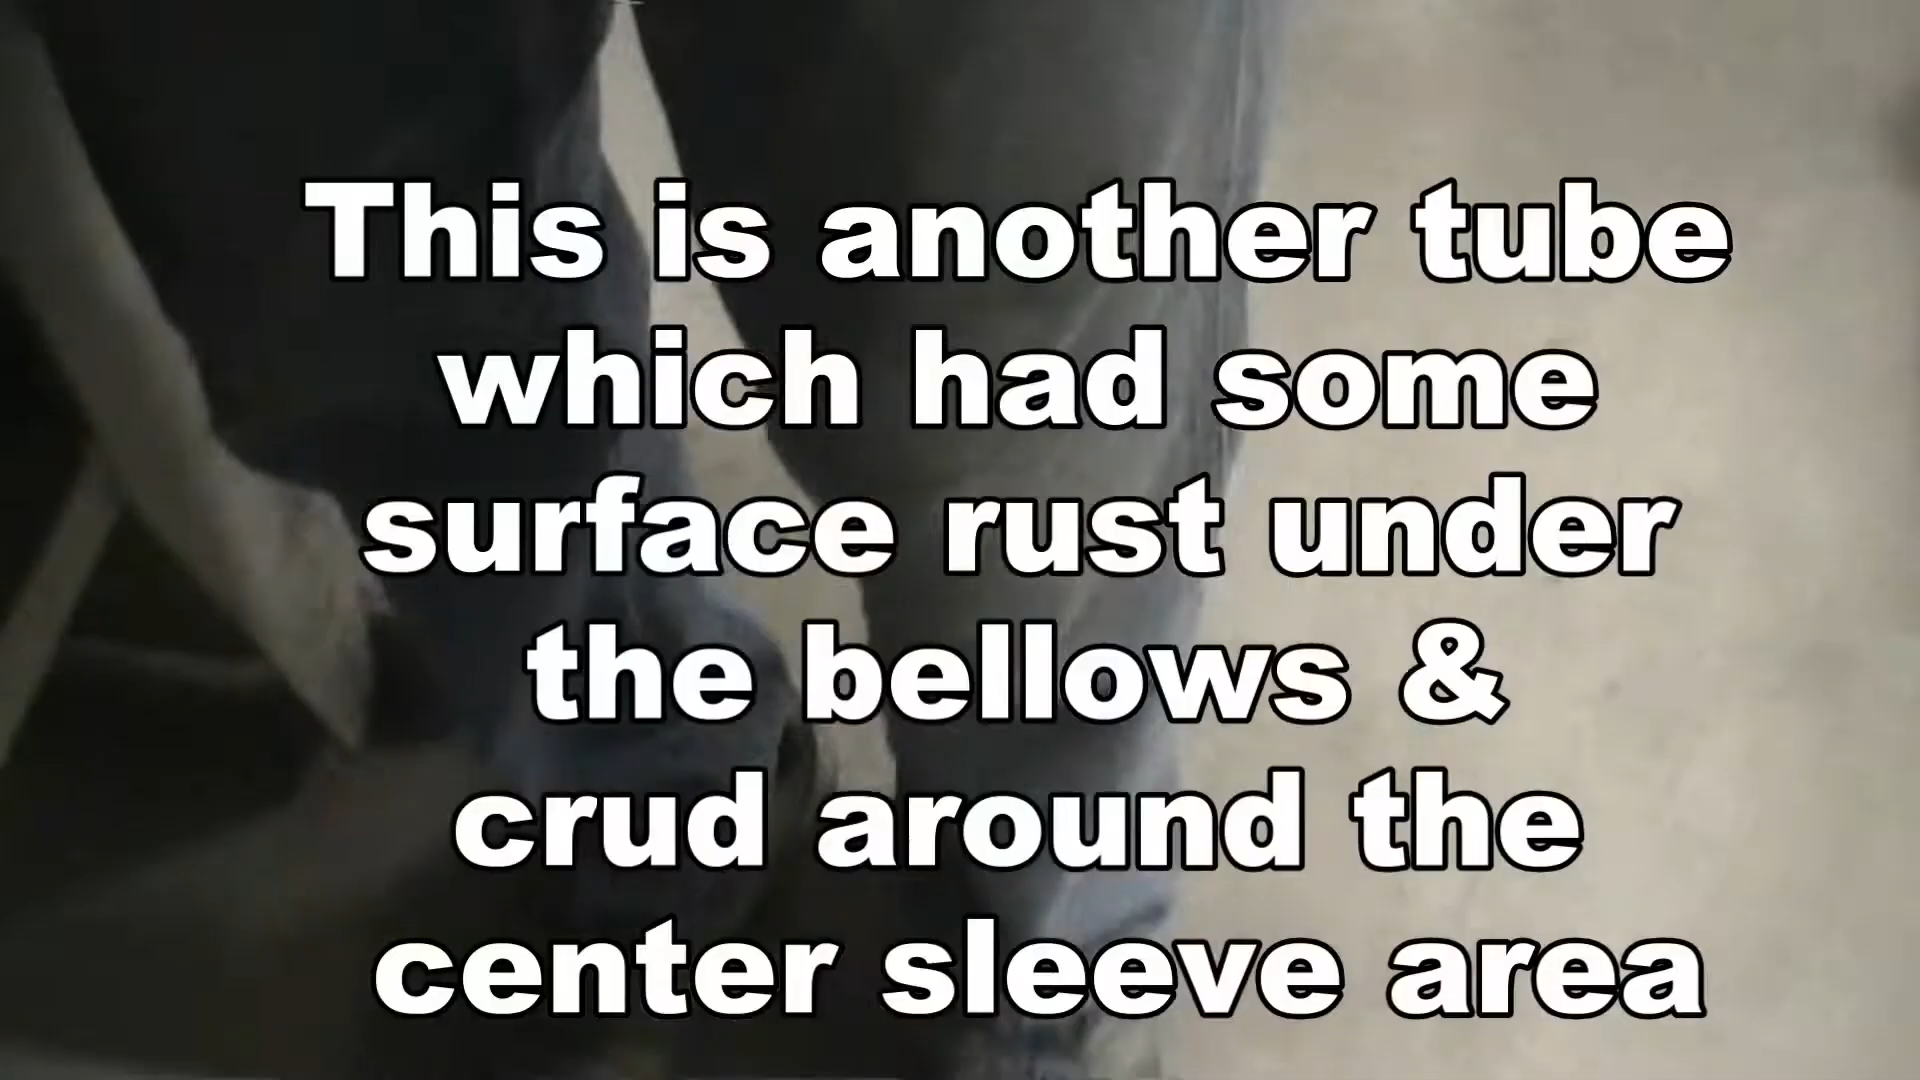 This is another tube
which had some
surface rust under
the bellows &
crud around the
center sleeve area